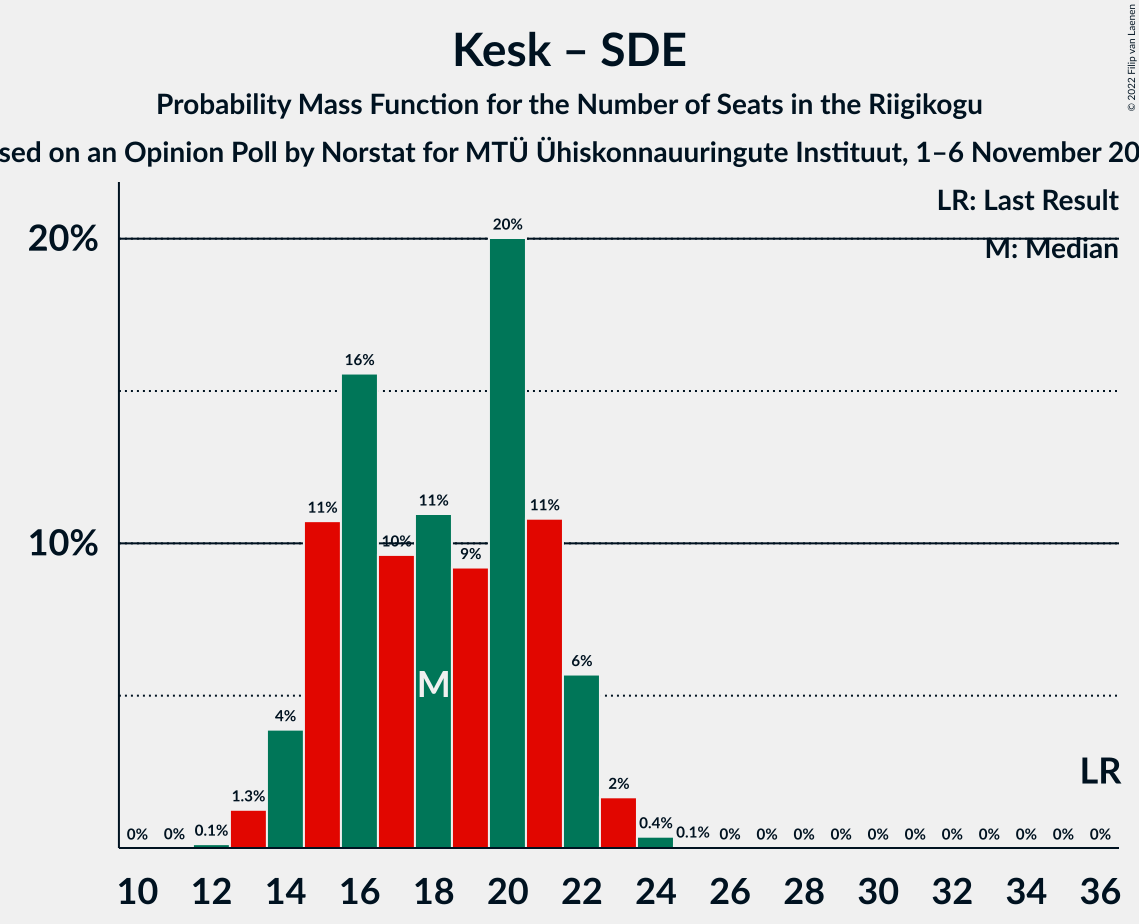 © 2022 Filip van Laenen
Kesk – SDE
Probability Mass Function for the Number of Seats in the Riigikogu
sed on an Opinion Poll by Norstat for MTÜ Ühiskonnauuringute Instituut, 1–6 November 20
LR: Last Result
M: Median
20%
10%
0% 0% 0.1% 1.3% 4% 11% 16% 10% 11% 9% 20% 11% 6% 2% 0.4% 0.1% 0% 0% 0% 0% 0% 0% 0% 0% 0% 0% 0%
M
LR
10 12 14 16 18 20 22 24 26 28 30 32 34 36